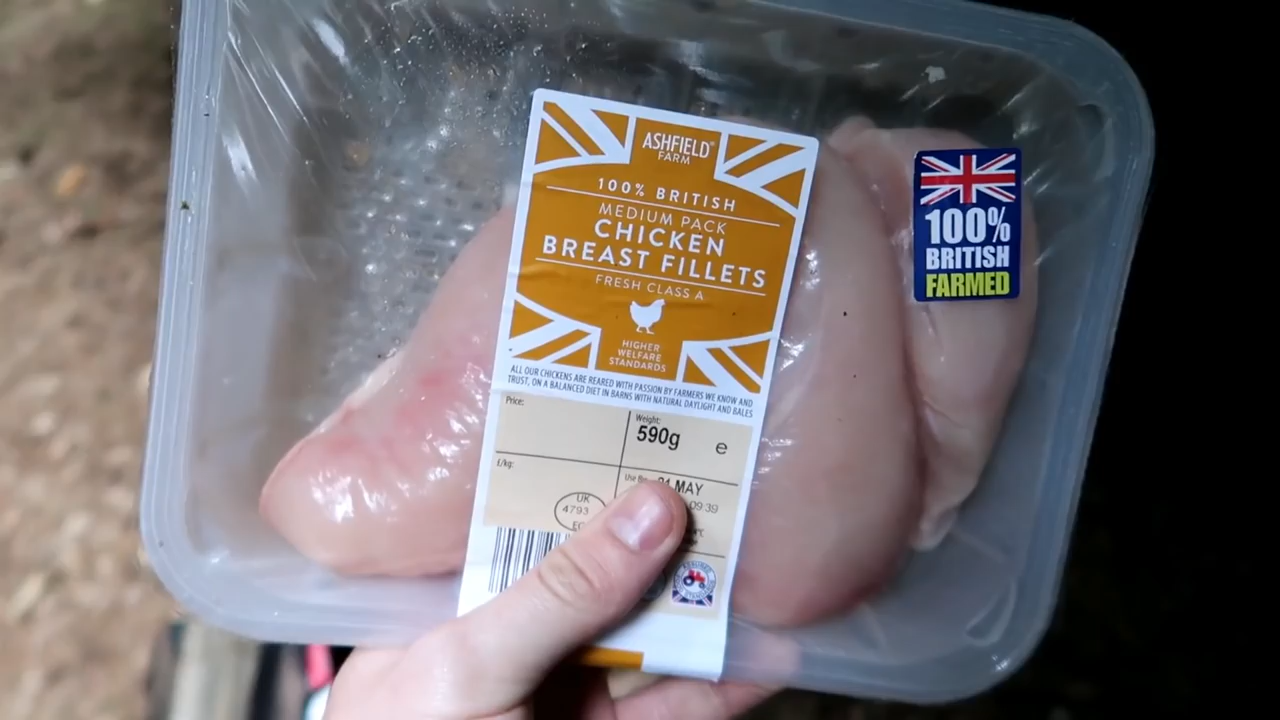 ASHFIELD®
FARM
100% BRITISH
MEDIUM PACK
CHICKEN
BREAST FILLETS
FRESH CLASS A
HIGHER
WELFARE
STANDARDS
ALL OUR CHICKENS ARE REARED WITH PASSION BY FARMERS WE KNOW AND
TRUST, ON A BALANCED DIET IN BARNS WITH NATURAL DAYLIGHT AND BALES
Price:
Weight:
590g e
£/kg:
Use
MAY
09:39
UK
4793
100%
BRITISH
FARMED